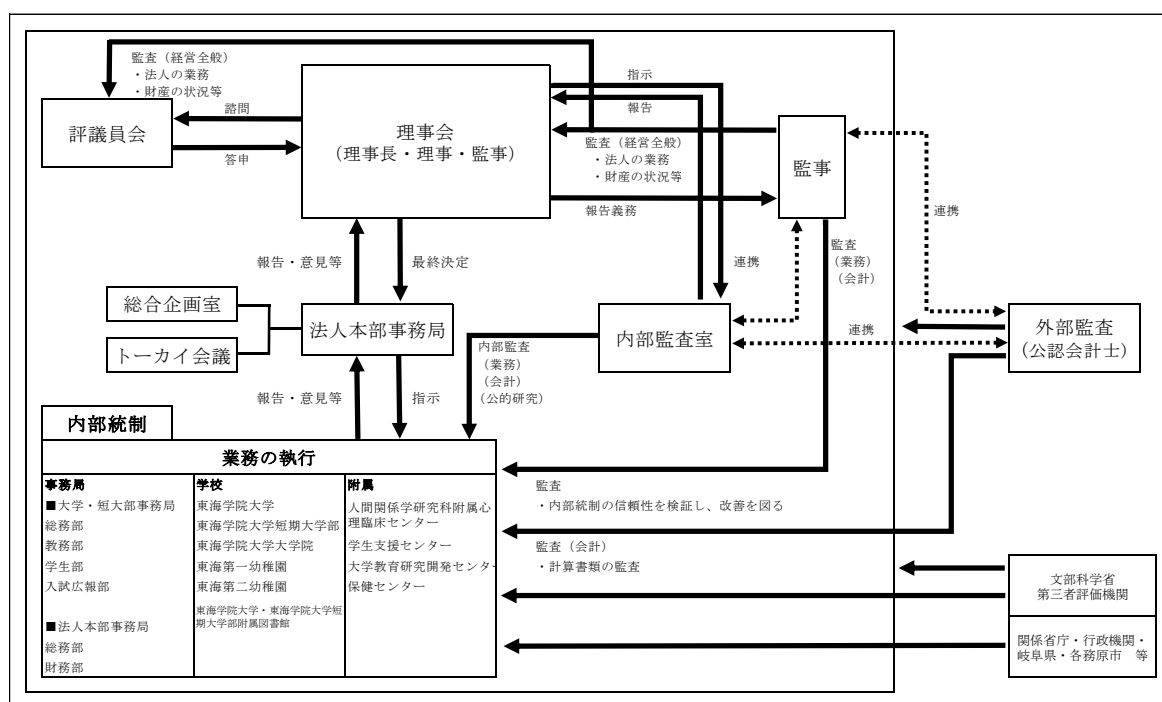 監査（経営全般）
・法人の業務
・財産の状況等
評議員会
諮問
答申
理事会
（理事長・理事・監事）
指示
報告
監査（経営全般）
・法人の業務
・財産の状況等
報告義務
監事
連携
報告・意見等
最終決定
連携
監査
（業務）
（会計）
総合企画室
トーカイ会議
法人本部事務局
内部監査室
連携
外部監査
（公認会計士）
内部監査
（業務）
（会計）
（公的研究）
報告・意見等
指示
内部統制
業務の執行
事務局
■大学・短大部事務局
総務部
教務部
学生部
入試広報部
■法人本部事務局
総務部
財務部
学校
東海学院大学
東海学院大学短期大学部
東海学院大学大学院
東海第一幼稚園
東海第二幼稚園
東海学院大学・東海学院大学短
期大学部附属図書館
附属
人間関係学研究科附属心
理臨床センター
学生支援センター
大学教育研究開発センター
保健センター
監査
・内部統制の信頼性を検証し、改善を図る
監査（会計）
・計算書類の監査
文部科学省
第三者評価機関
関係省庁・行政機関・
岐阜県・各務原市　等